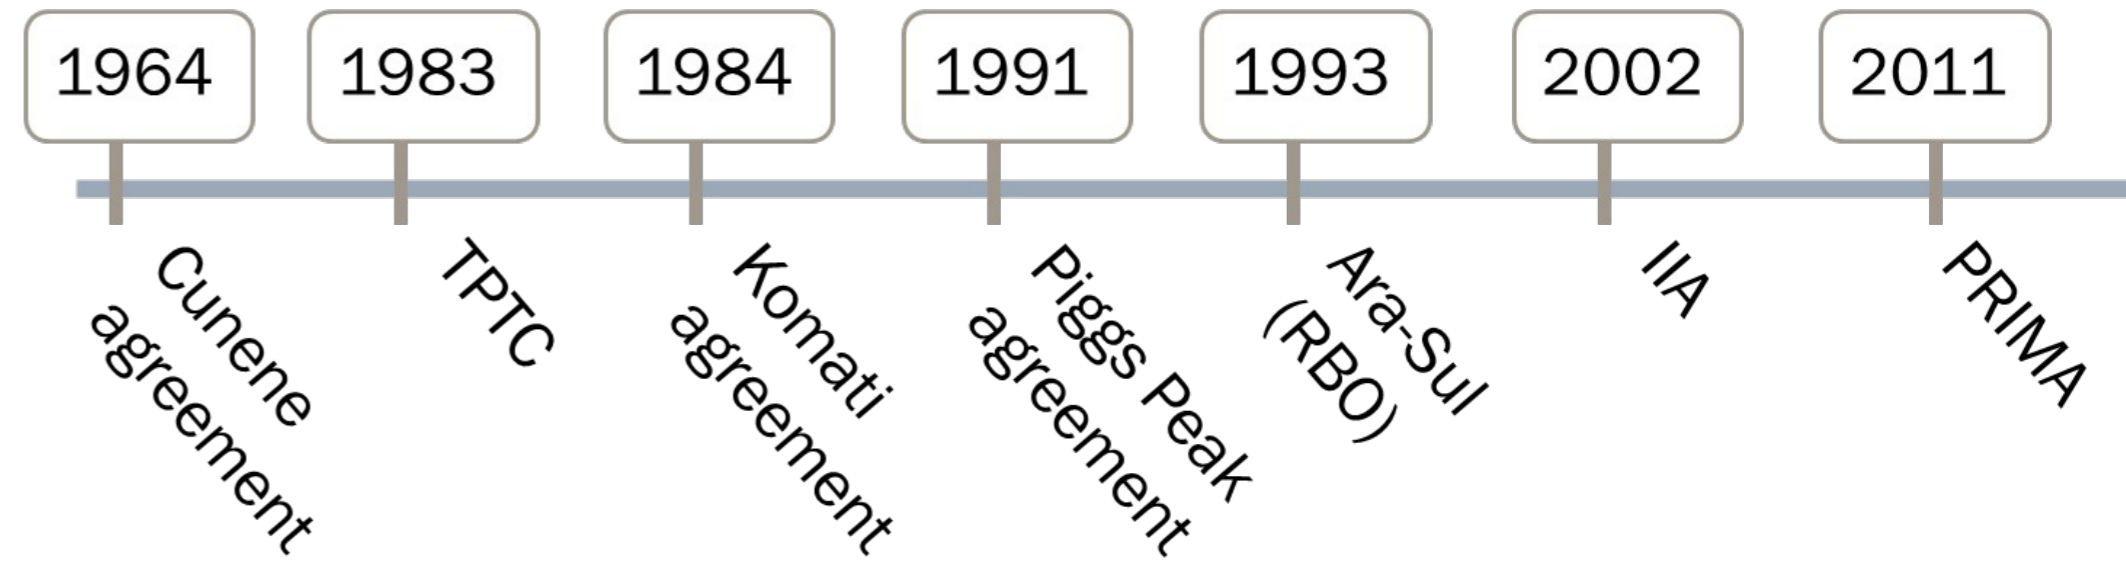 1964
1983
1984
1991
1993
2002
2011
Cunene
agreement
TPTC
Komati
agreement
Piggs Peak
agreement
Ara-Sul
(RBO)
IIA
PRIMA